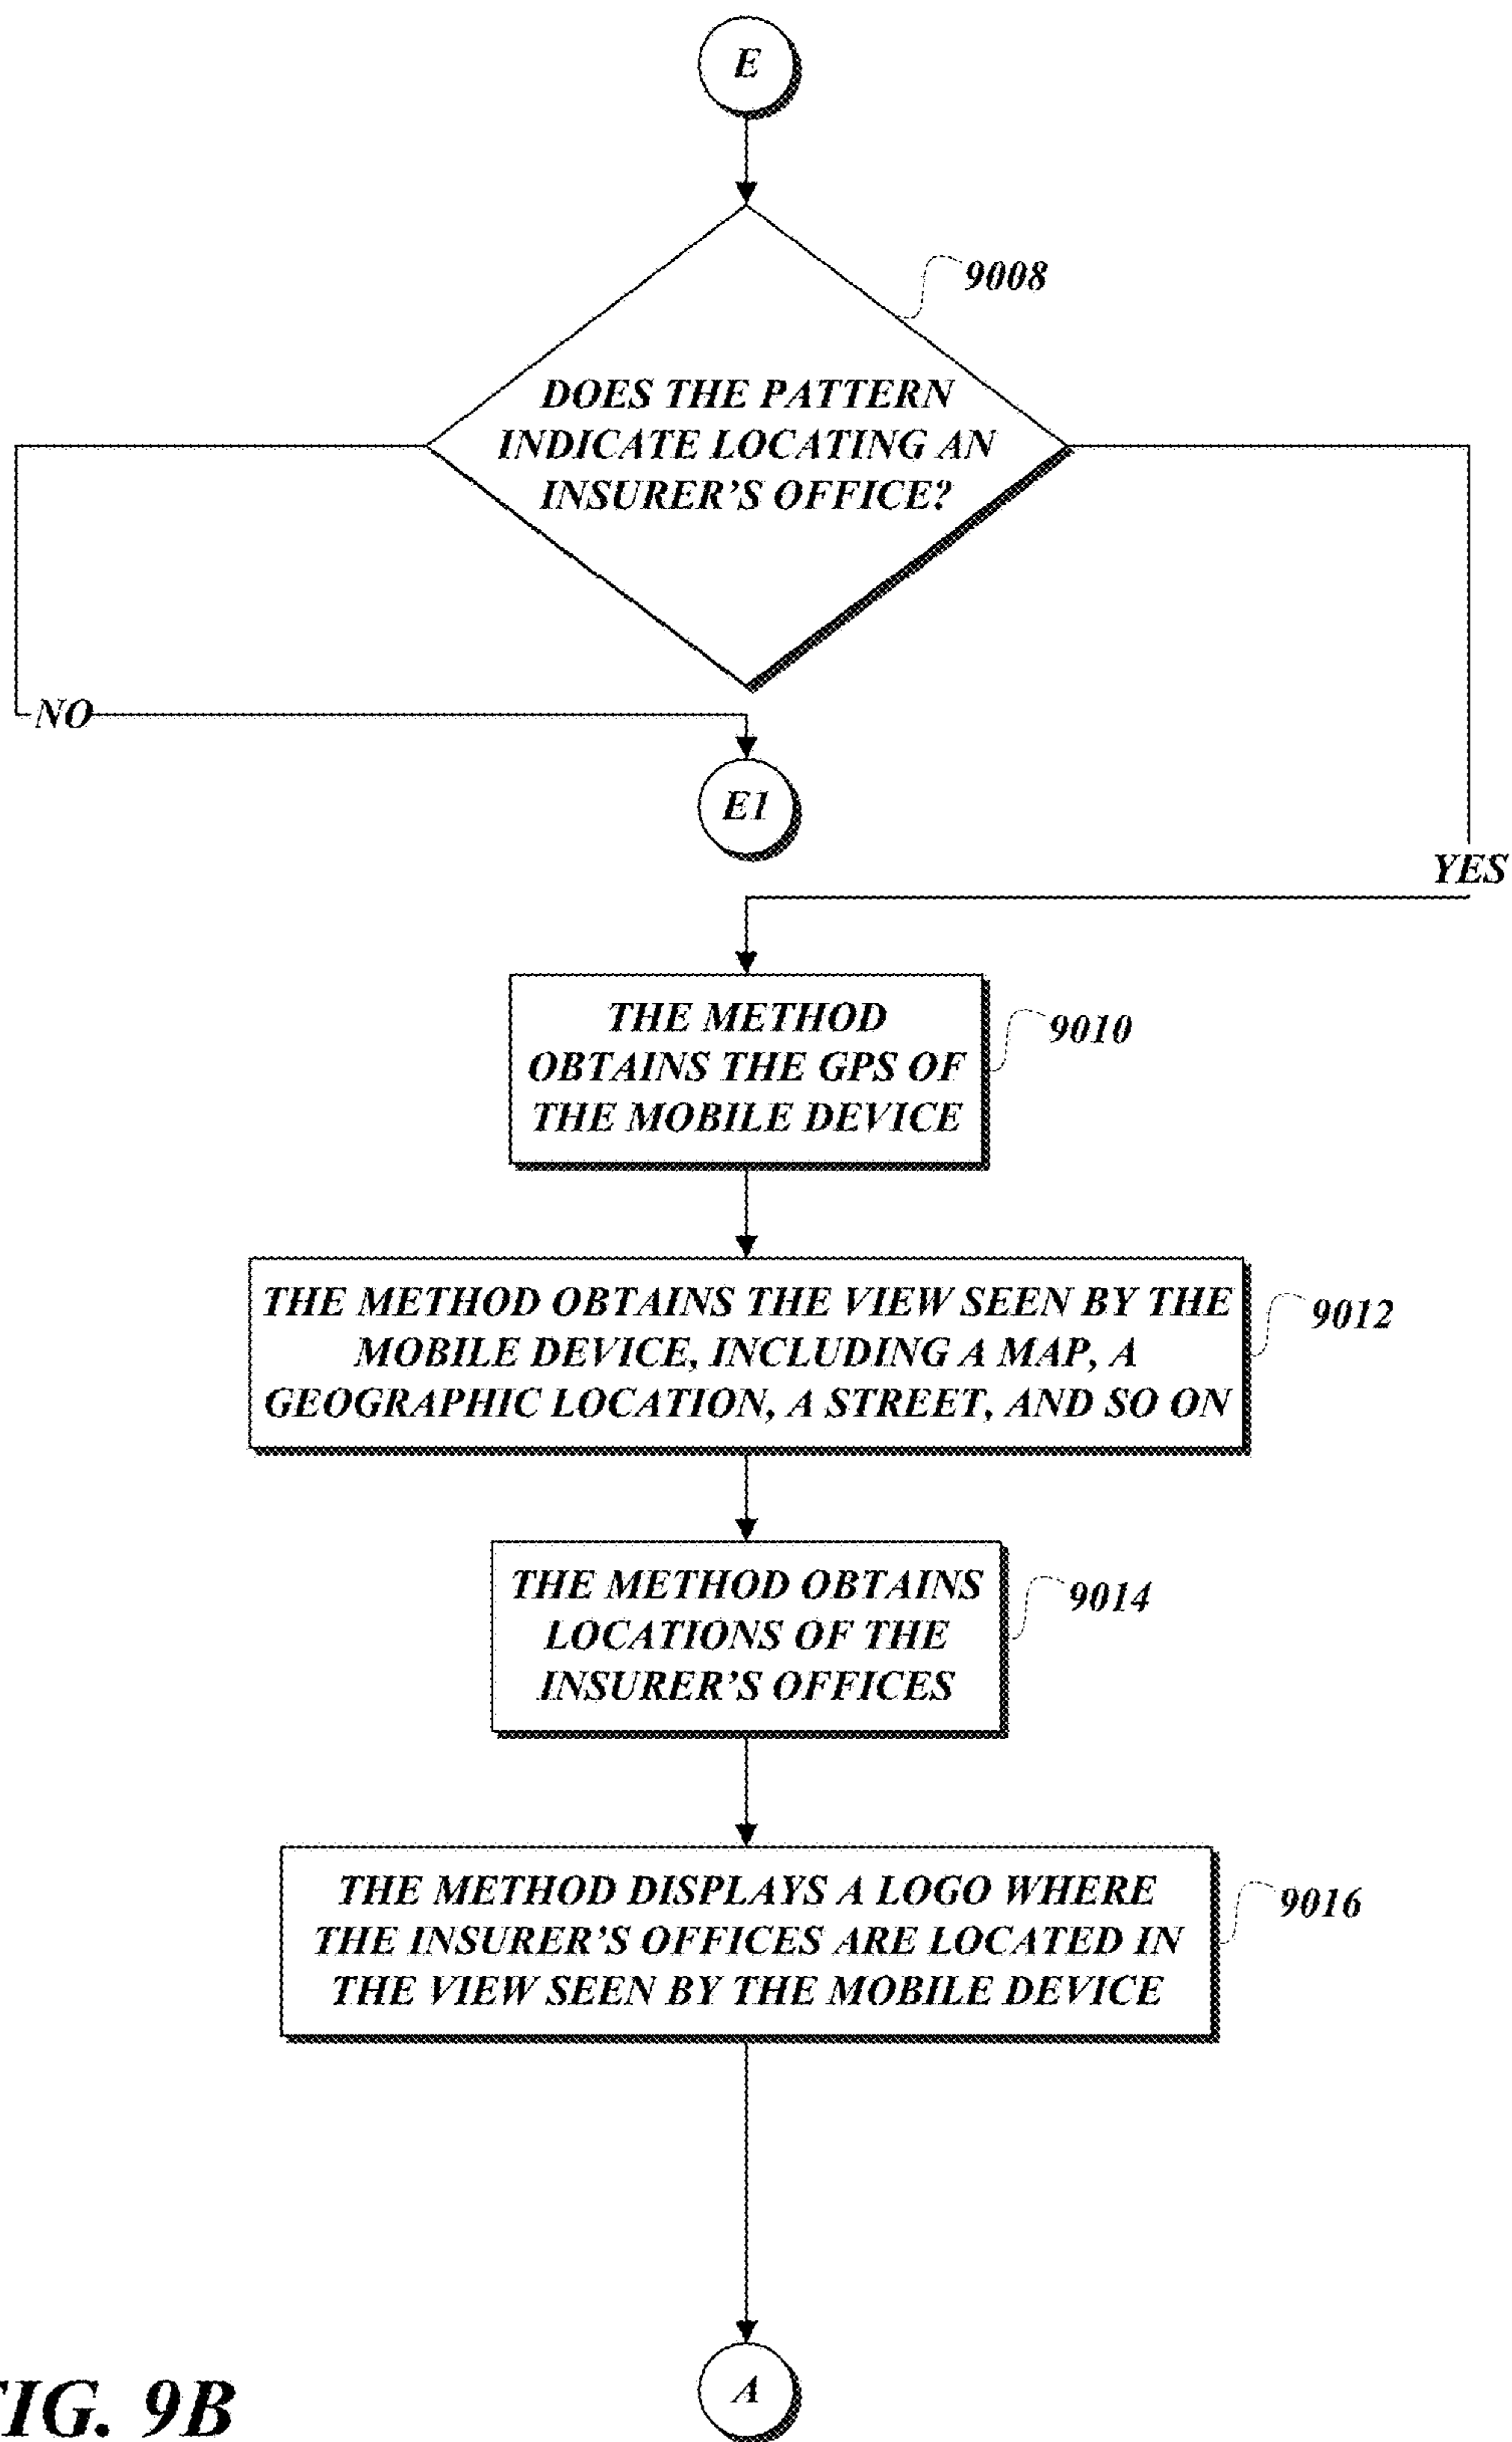 E
9008
DOES THE PATTERN
INDICATE LOCATING AN
INSURER'S OFFICE?
NO
E1
YES
THE METHOD
OBTAINS THE GPS OF
THE MOBILE DEVICE
9010
THE METHOD OBTAINS THE VIEW SEEN BY THE
MOBILE DEVICE, INCLUDING A MAP, A
GEOGRAPHIC LOCATION, A STREET, AND SO ON
9012
THE METHOD OBTAINS
LOCATIONS OF THE
INSURER'S OFFICES
9014
THE METHOD DISPLAYS A LOGO WHERE
THE INSURER'S OFFICES ARE LOCATED IN
THE VIEW SEEN BY THE MOBILE DEVICE
9016
A
FIG. 9B